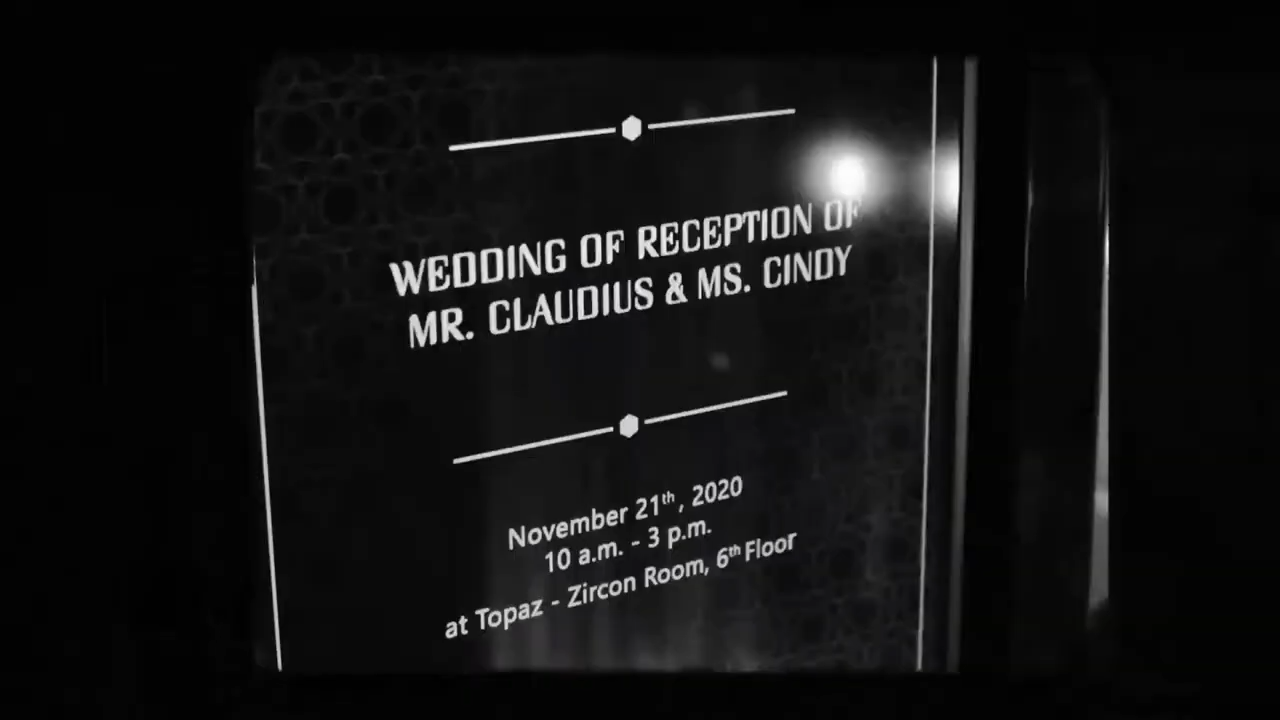 WEDDING OF RECEPTION OF
MR. CLAUDIUS & MS. CINDY
November 21th, 2020
10 a.m. - 3 p.m.
at Topaz - Zircon Room, 6th Floor